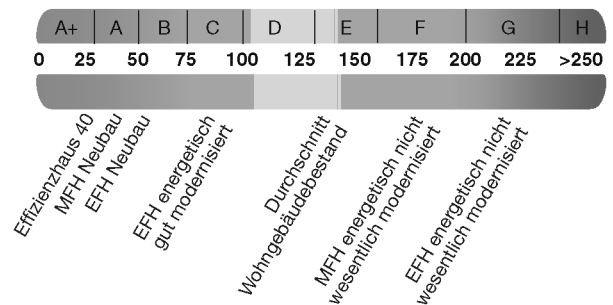 A+ A B C D E F G H
0 25 50 75 100 125 150 175 200 225 >250
Effizienzhaus 40
MFH Neubau
EFH Neubau
EFH energetisch
gut modernisiert
Durchschnitt
Wohngebäudebestand
MFH energetisch nicht
wesentlich modernisiert
EFH energetisch nicht
wesentlich modernisiert